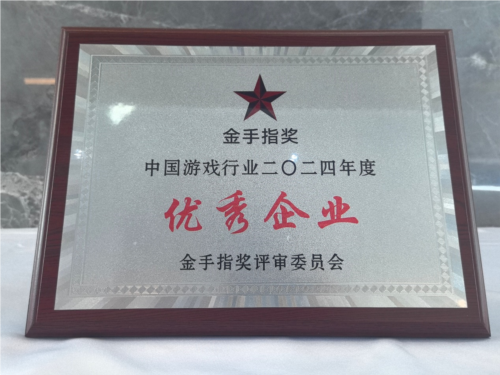 金手指奖
中国游戏行业二〇二四年度
优秀企业
金手指奖评审委员会